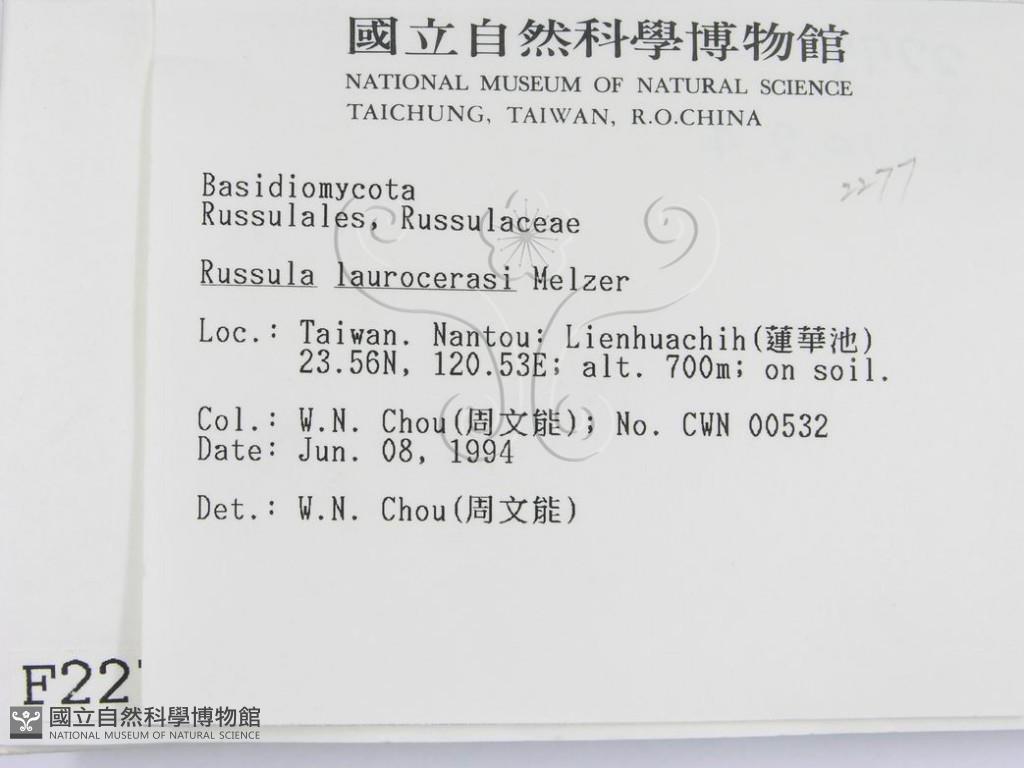 國立自然科學博物館
NATIONAL MUSEUM OF NATURAL SCIENCE
TAICHUNG, TAIWAN, R.O.CHINA
2277
Basidiomycota
Russulales, Russulaceae
Russula laurocerasi Melzer
Loc.: Taiwan. Nantou: Lienhuachih(蓮華池)
23.56N, 120.53E; alt. 700m; on soil.
Col.: W.N. Chou(周文能); No. CWN 00532
Date: Jun. 08, 1994
Det.: W.N. Chou(周文能)
F22
國立自然科學博物館
NATIONAL MUSEUM OF NATURAL SCIENCE